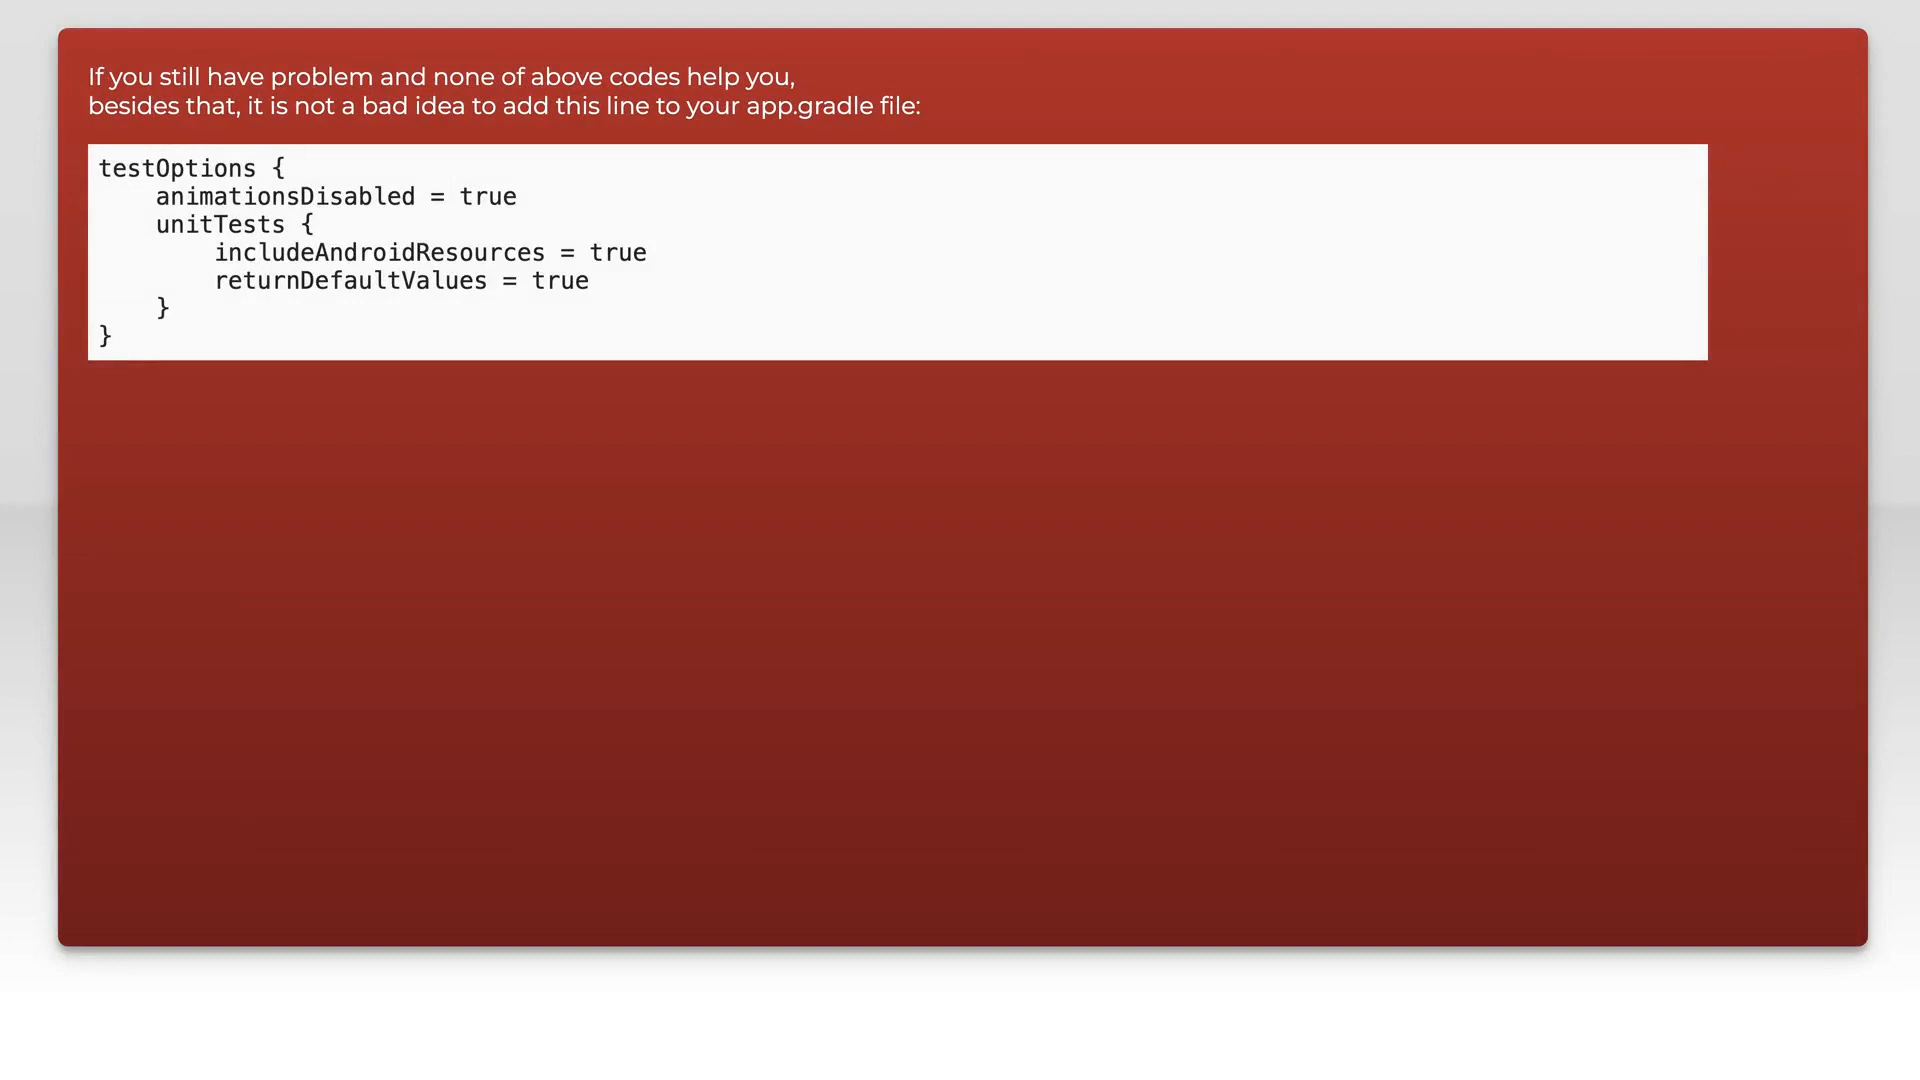 If you still have problem and none of above codes help you,
besides that, it is not a bad idea to add this line to your app.gradle file:
testOptions {
    animationsDisabled = true
    unitTests {
        includeAndroidResources = true
        returnDefaultValues = true
    }
}